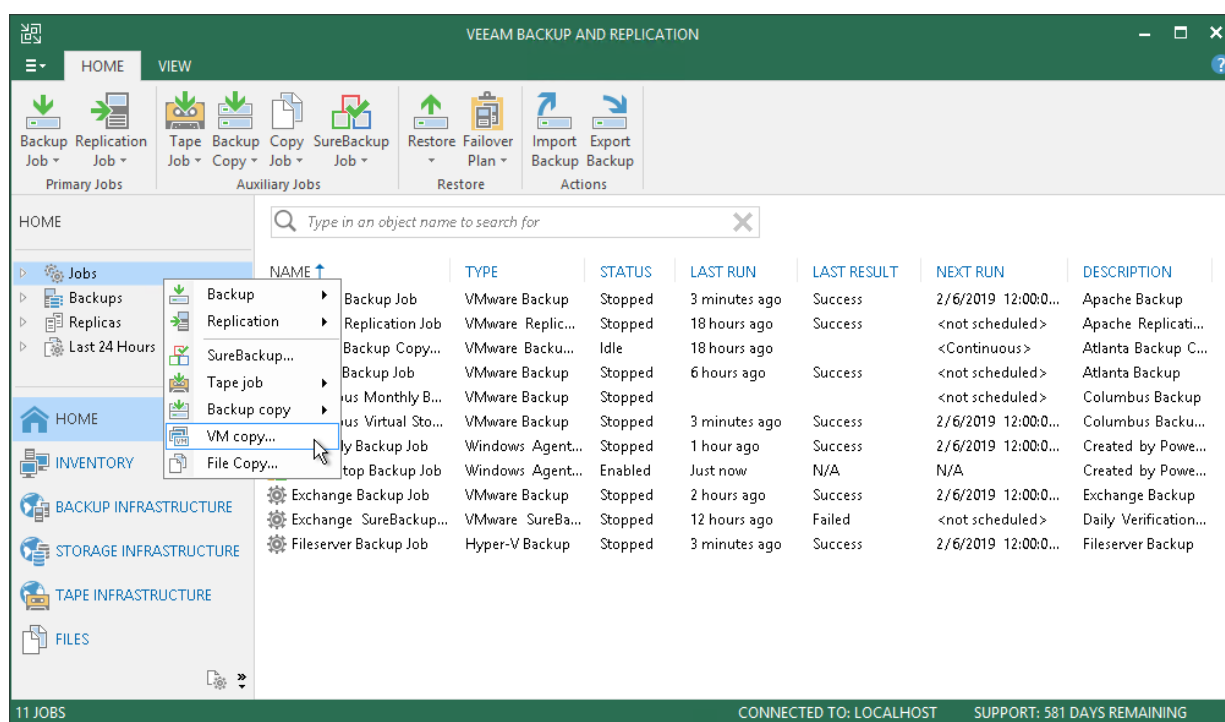 VEEAM BACKUP AND REPLICATION
HOME VIEW
Backup Job Replication Job Tape Job Backup Copy Copy Job SureBackup Job Restore Failover Plan Import Backup Export Backup
Primary Jobs Auxiliary Jobs Restore Actions
HOME
Type in an object name to search for
Jobs
Backups
Replicas
Last 24 Hours
Backup
Replication
SureBackup...
Tape job
Backup copy
VM copy...
File Copy...
HOME
INVENTORY
BACKUP INFRASTRUCTURE
STORAGE INFRASTRUCTURE
TAPE INFRASTRUCTURE
FILES
NAME TYPE STATUS LAST RUN LAST RESULT NEXT RUN DESCRIPTION
Backup Job VMware Backup Stopped 3 minutes ago Success 2/6/2019 12:00:0... Apache Backup
Replication Job VMware Replic... Stopped 18 hours ago Success <not scheduled> Apache Replicati...
Backup Copy... VMware Backu... Idle 18 hours ago <Continuous> Atlanta Backup C...
Backup Job VMware Backup Stopped 6 hours ago Success <not scheduled> Atlanta Backup
us Monthly B... VMware Backup Stopped <not scheduled> Columbus Backup
us Virtual Sto... VMware Backup Stopped 3 minutes ago Success 2/6/2019 12:00:0... Columbus Backu...
ly Backup Job Windows Agent... Stopped 1 hour ago Success 2/6/2019 12:00:0... Created by Powe...
top Backup Job Windows Agent... Enabled Just now N/A N/A Created by Powe...
Exchange Backup Job VMware Backup Stopped 2 hours ago Success 2/6/2019 12:00:0... Exchange Backup
Exchange SureBackup... VMware SureBa... Stopped 12 hours ago Failed <not scheduled> Daily Verification...
Fileserver Backup Job Hyper-V Backup Stopped 3 minutes ago Success 2/6/2019 12:00:0... Fileserver Backup
11 JOBS CONNECTED TO: LOCALHOST SUPPORT: 581 DAYS REMAINING